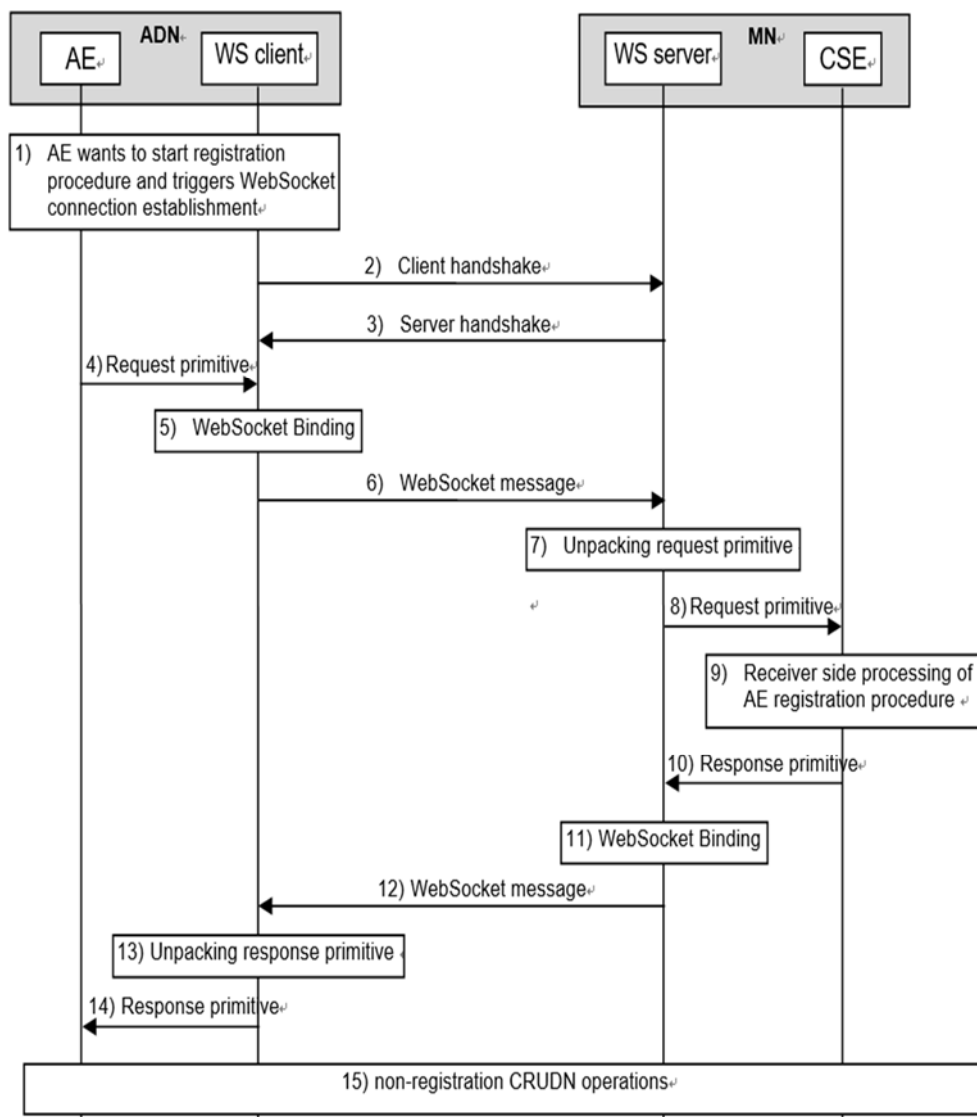 ADN
MN
AE
WS client
WS server
CSE
1) AE wants to start registration
procedure and triggers WebSocket
connection establishment
2) Client handshake
3) Server handshake
4) Request primitive
5) WebSocket Binding
6) WebSocket message
7) Unpacking request primitive
8) Request primitive
9) Receiver side processing of
AE registration procedure
10) Response primitive
11) WebSocket Binding
12) WebSocket message
13) Unpacking response primitive
14) Response primitive
15) non-registration CRUDN operations